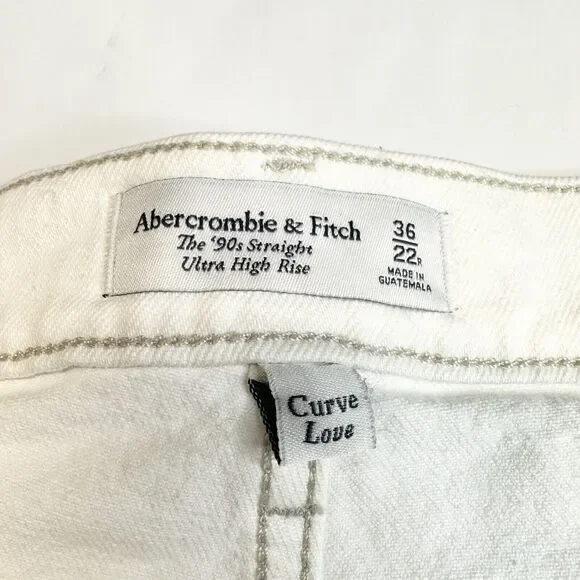 Abercrombie & Fitch
The '90s Straight
Ultra High Rise
36
22R
MADE IN
GUATEMALA
Curve
Love